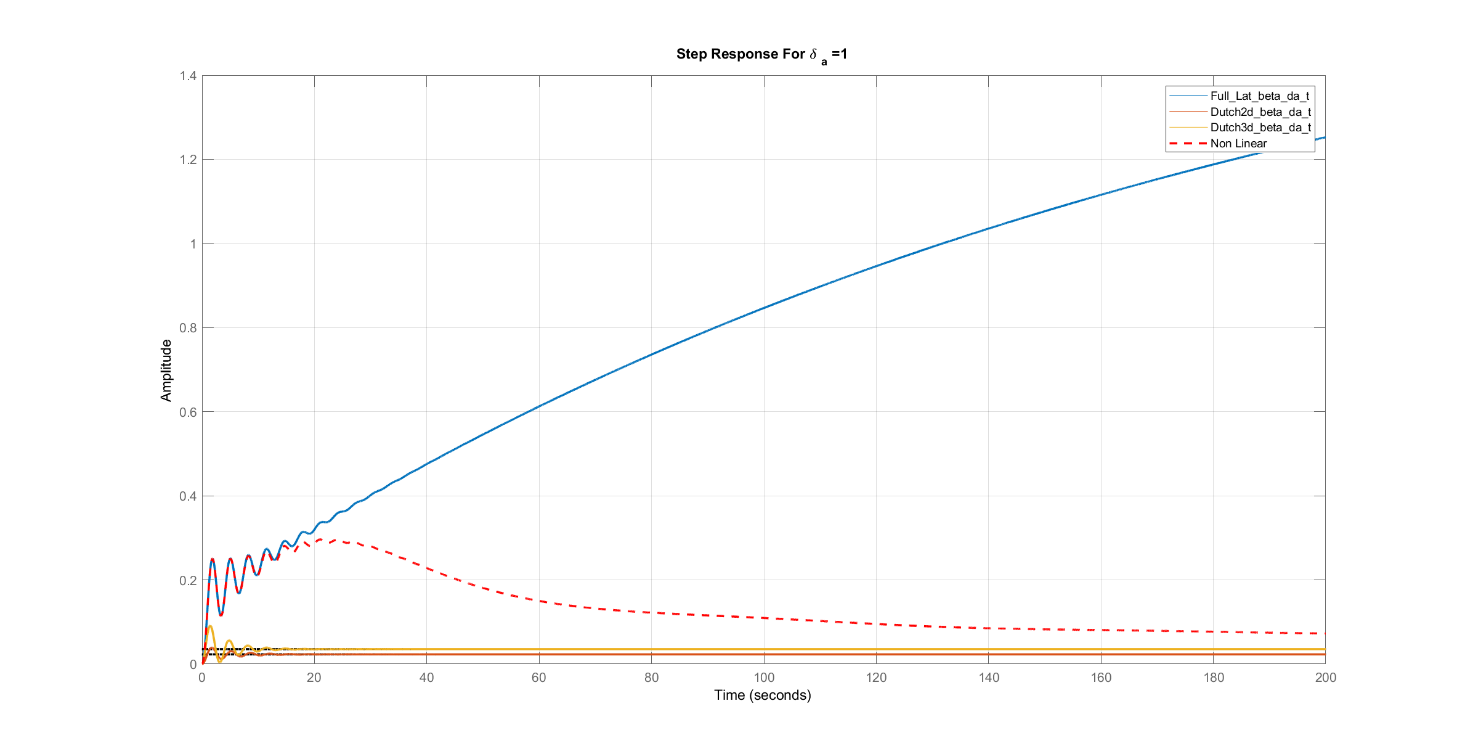 Step Response For δ a =1
1.4
1.2
1
0.8
0.6
0.4
0.2
0
Amplitude
Full_Lat_beta_da_t
Dutch2d_beta_da_t
Dutch3d_beta_da_t
Non Linear
0 20 40 60 80 100 120 140 160 180 200
Time (seconds)